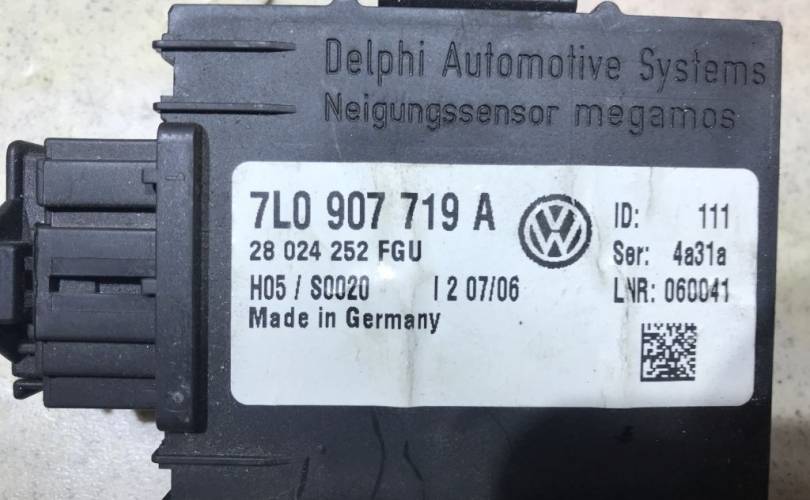 Delphi Automotive Systems
Neigungssensor megamos
7L0 907 719 A
28 024 252 FGU
H05 / S0020 I 2 07/06
Made in Germany
ID: 111
Ser: 4a31a
LNR: 060041